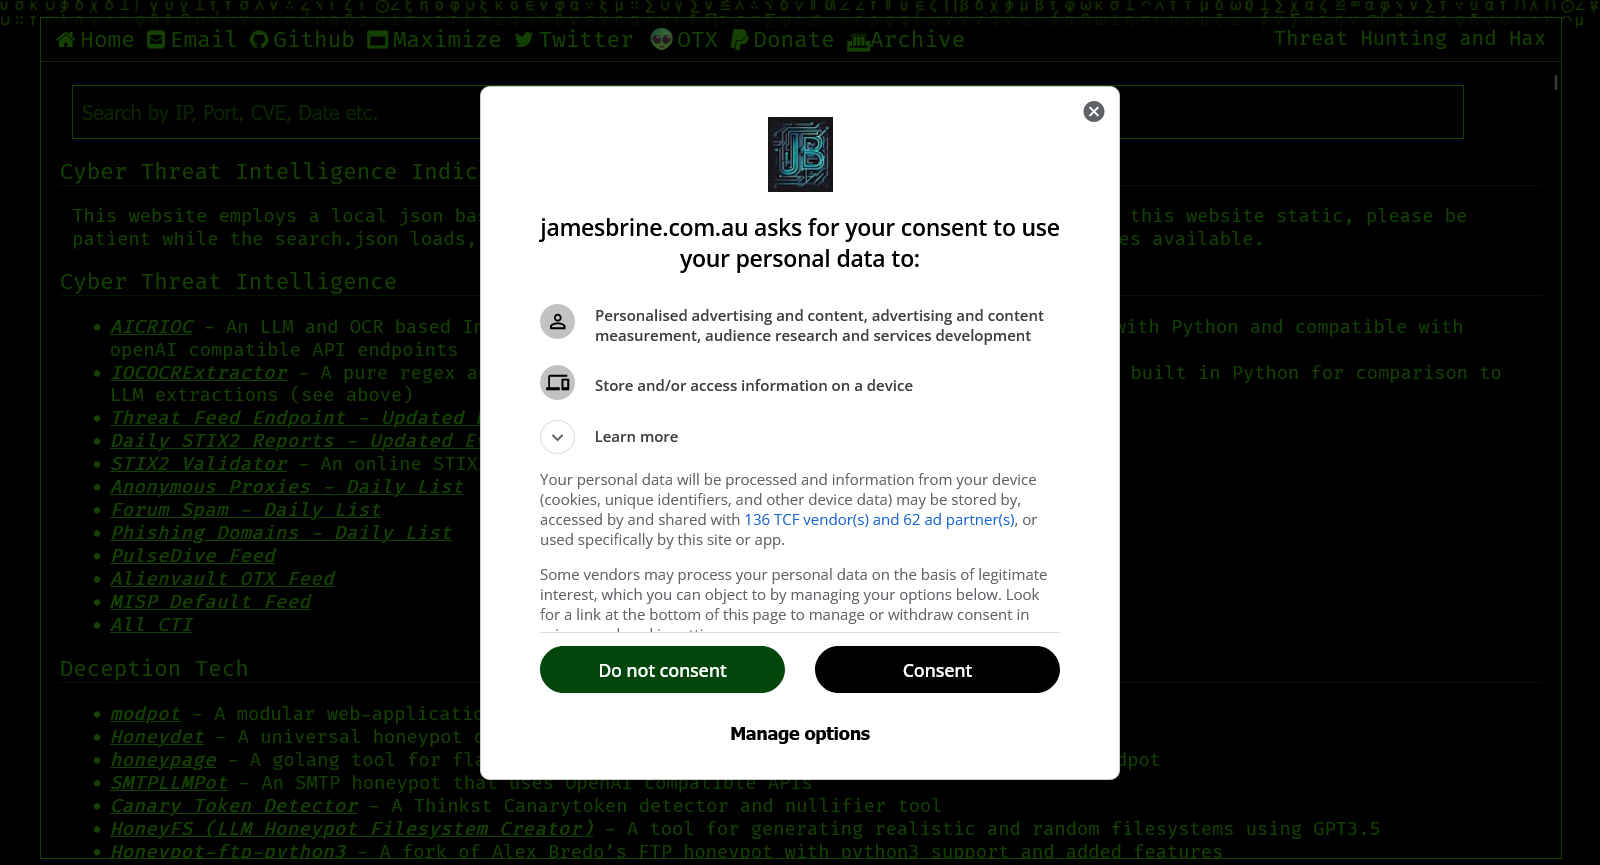 Home Email Github Maximize Twitter OTX Donate Archive Threat Hunting and Hax
Search by IP, Port, CVE, Date etc.
Cyber Threat Intelligence Indic
This website employs a local json ba this website static, please be
patient while the search.json loads, es available.
Cyber Threat Intelligence
AICRIOC – An LLM and OCR based In with Python and compatible with
openAI compatible API endpoints
IOCOCRExtractor – A pure regex a built in Python for comparison to
LLM extractions (see above)
Threat Feed Endpoint – Updated
Daily STIX2 Reports – Updated Ev
STIX2 Validator – An online STIX
Anonymous Proxies – Daily List
Forum Spam – Daily List
Phishing Domains – Daily List
PulseDive Feed
Alienvault OTX Feed
MISP Default Feed
All CTI
Deception Tech
modpot – A modular web-applicatio
Honeydet – A universal honeypot
honeypage – A golang tool for fla dpot
SMTPLLMPot – An SMTP honeypot that uses OpenAI compatible APIs
Canary Token Detector – A Thinkst Canarytoken detector and nullifier tool
HoneyFS (LLM Honeypot Filesystem Creator) – A tool for generating realistic and random filesystems using GPT3.5
Honeypot-ftp-python3 – A fork of Alex Bredo's FTP honeypot with python3 support and added features
JB
jamesbrine.com.au asks for your consent to use
your personal data to:
Personalised advertising and content, advertising and content
measurement, audience research and services development
Store and/or access information on a device
Learn more
Your personal data will be processed and information from your device
(cookies, unique identifiers, and other device data) may be stored by,
accessed by and shared with 136 TCF vendor(s) and 62 ad partner(s), or
used specifically by this site or app.
Some vendors may process your personal data on the basis of legitimate
interest, which you can object to by managing your options below. Look
for a link at the bottom of this page to manage or withdraw consent in
Do not consent
Consent
Manage options